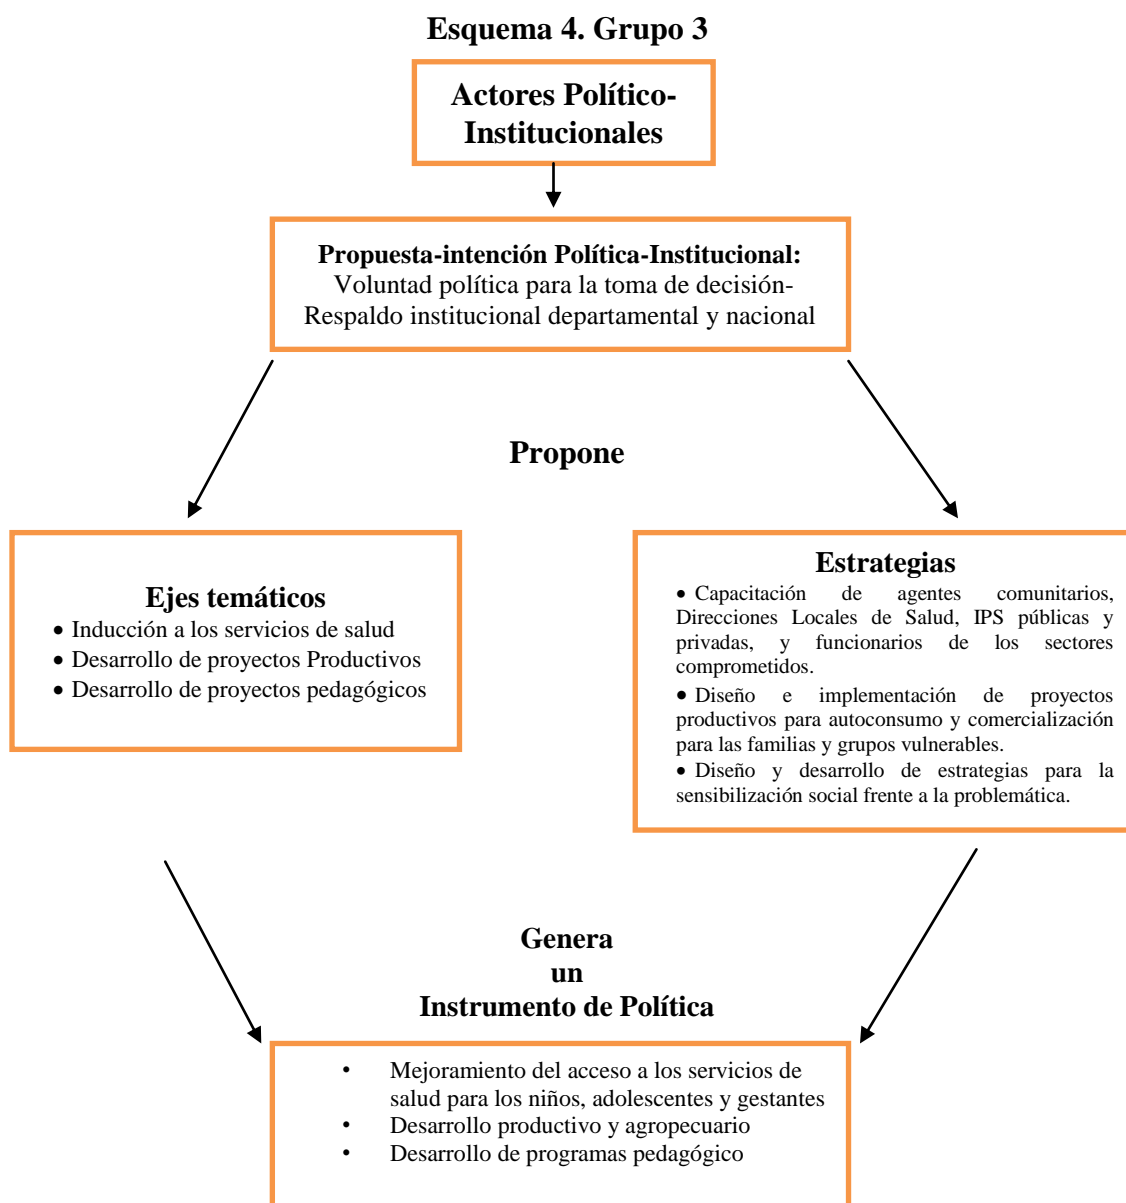 Esquema 4. Grupo 3
Actores Político-
Institucionales
Propuesta-intención Política-Institucional:
Voluntad política para la toma de decisión-
Respaldo institucional departamental y nacional
Propone
Ejes temáticos
• Inducción a los servicios de salud
• Desarrollo de proyectos Productivos
• Desarrollo de proyectos pedagógicos
Estrategias
• Capacitación de agentes comunitarios,
Direcciones Locales de Salud, IPS públicas y
privadas, y funcionarios de los sectores
comprometidos.
• Diseño e implementación de proyectos
productivos para autoconsumo y comercialización
para las familias y grupos vulnerables.
• Diseño y desarrollo de estrategias para la
sensibilización social frente a la problemática.
Genera
un
Instrumento de Política
• Mejoramiento del acceso a los servicios de
salud para los niños, adolescentes y gestantes
• Desarrollo productivo y agropecuario
• Desarrollo de programas pedagógico